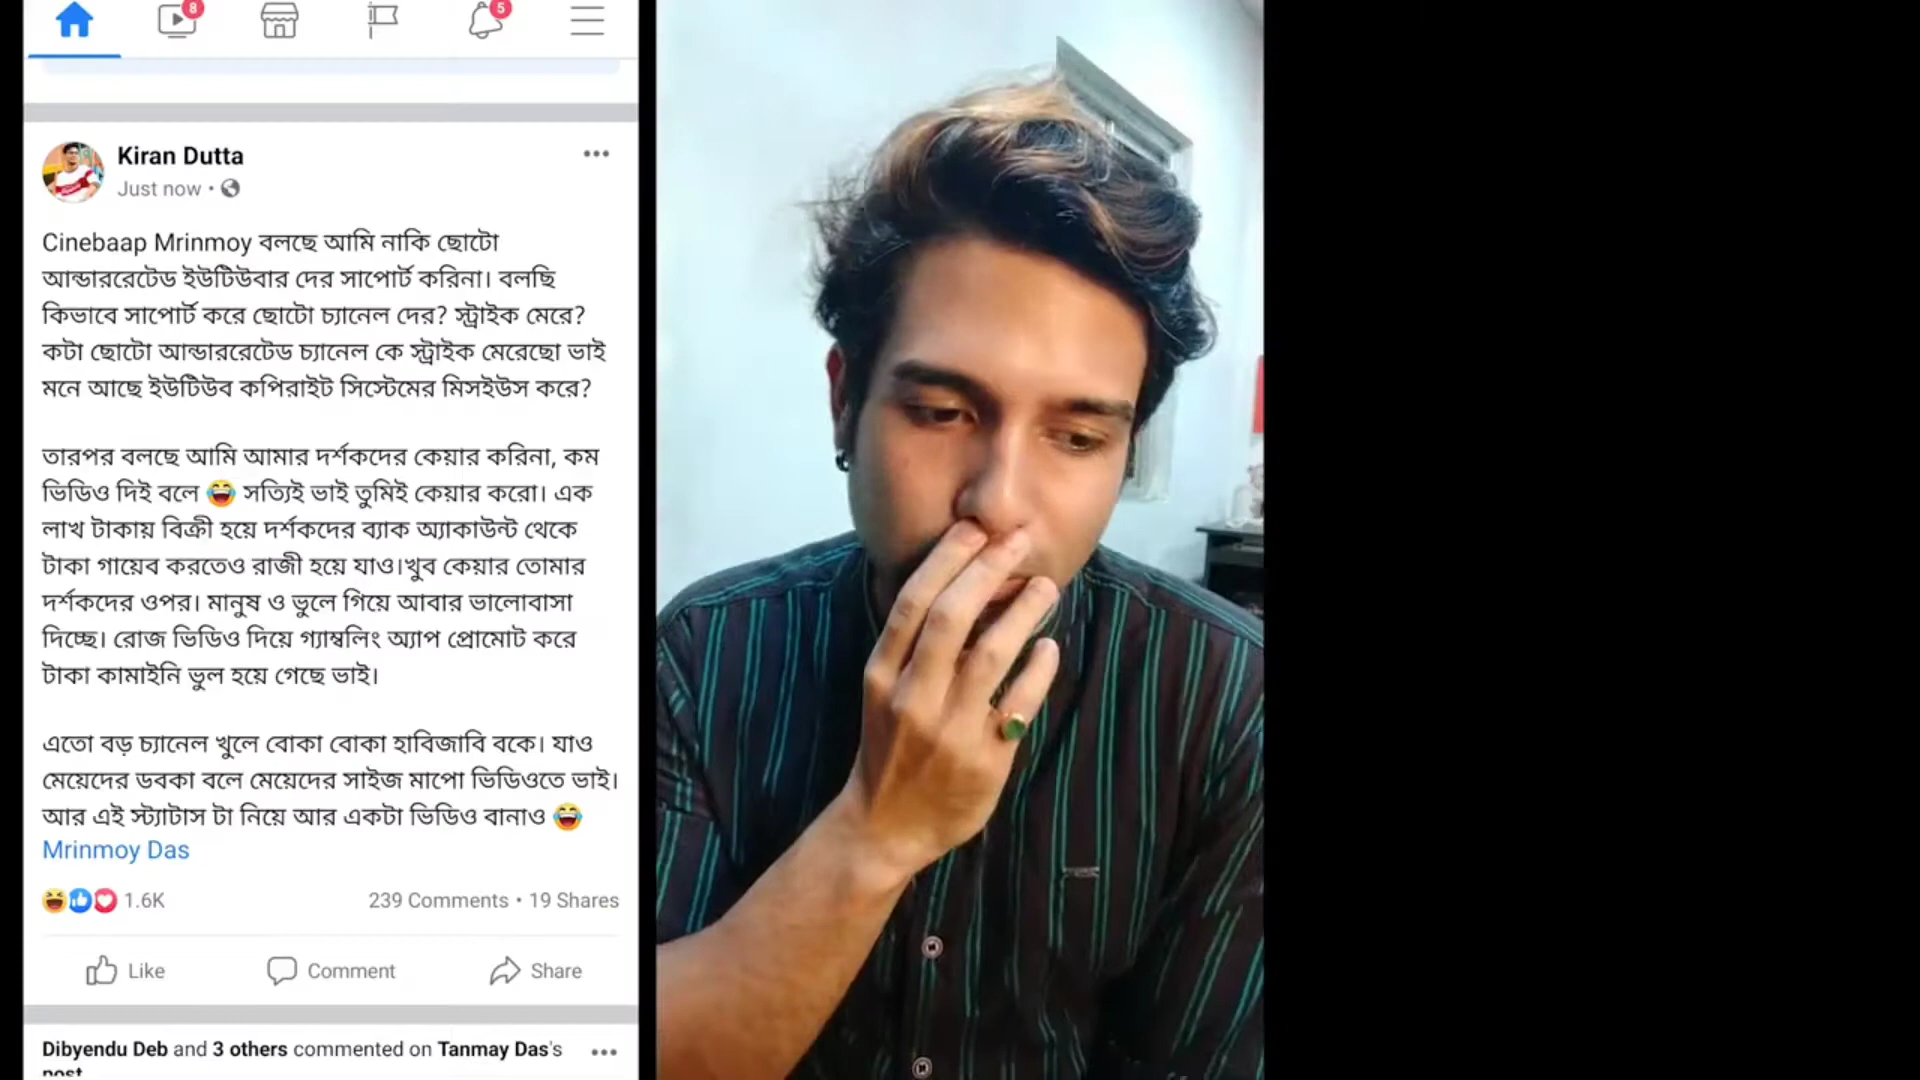 8
5
Kiran Dutta
Just now
Cinebaap Mrinmoy বলছে আমি নাকি ছোটো
আন্ডাররেটেড ইউটিউবার দের সাপোর্ট করিনা। বলছি
কিভাবে সাপোর্ট করে ছোটো চ্যানেল দের? স্ট্রাইক মেরে?
কটা ছোটো আন্ডাররেটেড চ্যানেল কে স্ট্রাইক মেরেছো ভাই
মনে আছে ইউটিউব কপিরাইট সিস্টেমের মিসইউস করে?
তারপর বলছে আমি আমার দর্শকদের কেয়ার করিনা, কম
ভিডিও দিই বলে 😂 সত্যিই ভাই তুমিই কেয়ার করো। এক
লাখ টাকায় বিক্রী হয়ে দর্শকদের ব্যাক অ্যাকাউন্ট থেকে
টাকা গায়েব করতেও রাজী হয়ে যাও।খুব কেয়ার তোমার
দর্শকদের ওপর। মানুষ ও ভুলে গিয়ে আবার ভালোবাসা
দিচ্ছে। রোজ ভিডিও দিয়ে গ্যাম্বলিং অ্যাপ প্রোমোট করে
টাকা কামাইনি ভুল হয়ে গেছে ভাই।
এতো বড় চ্যানেল খুলে বোকা বোকা হাবিজাবি বকে। যাও
মেয়েদের ডবকা বলে মেয়েদের সাইজ মাপো ভিডিওতে ভাই।
আর এই স্ট্যাটাস টা নিয়ে আর একটা ভিডিও বানাও 😂
Mrinmoy Das
1.6K 239 Comments • 19 Shares
Like Comment Share
Dibyendu Deb and 3 others commented on Tanmay Das's
post